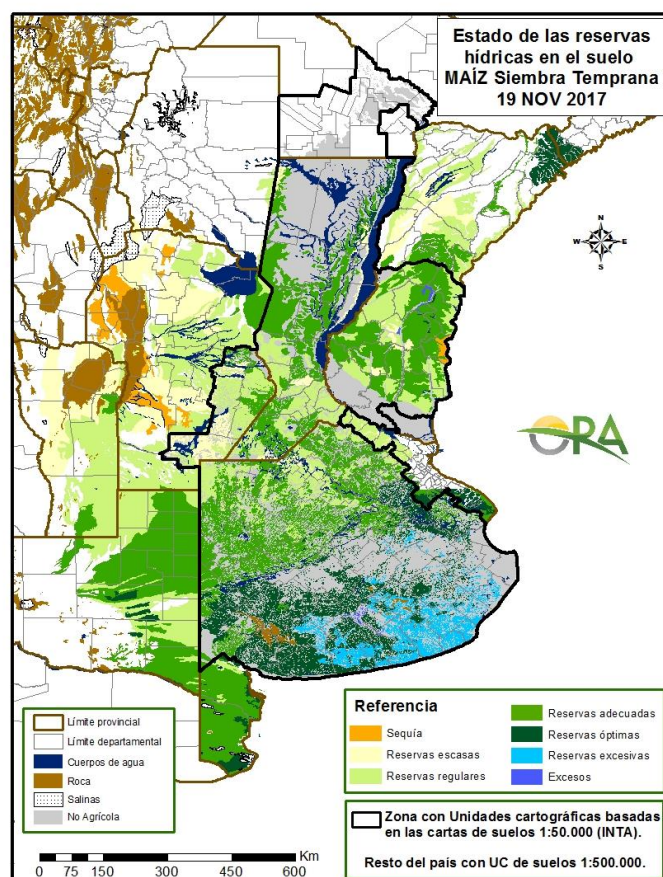 Estado de las reservas
hídricas en el suelo
MAÍZ Siembra Temprana
19 NOV 2017
N
W E
S
ORA
Límite provincial
Límite departamental
Cuerpos de agua
Roca
Salinas
No Agrícola
Referencia
Sequía
Reservas escasas
Reservas regulares
Reservas adecuadas
Reservas óptimas
Reservas excesivas
Excesos
Zona con Unidades cartográficas basadas
en las cartas de suelos 1:50.000 (INTA).
Resto del país con UC de suelos 1:500.000.
Km
0 75 150 300 450 600